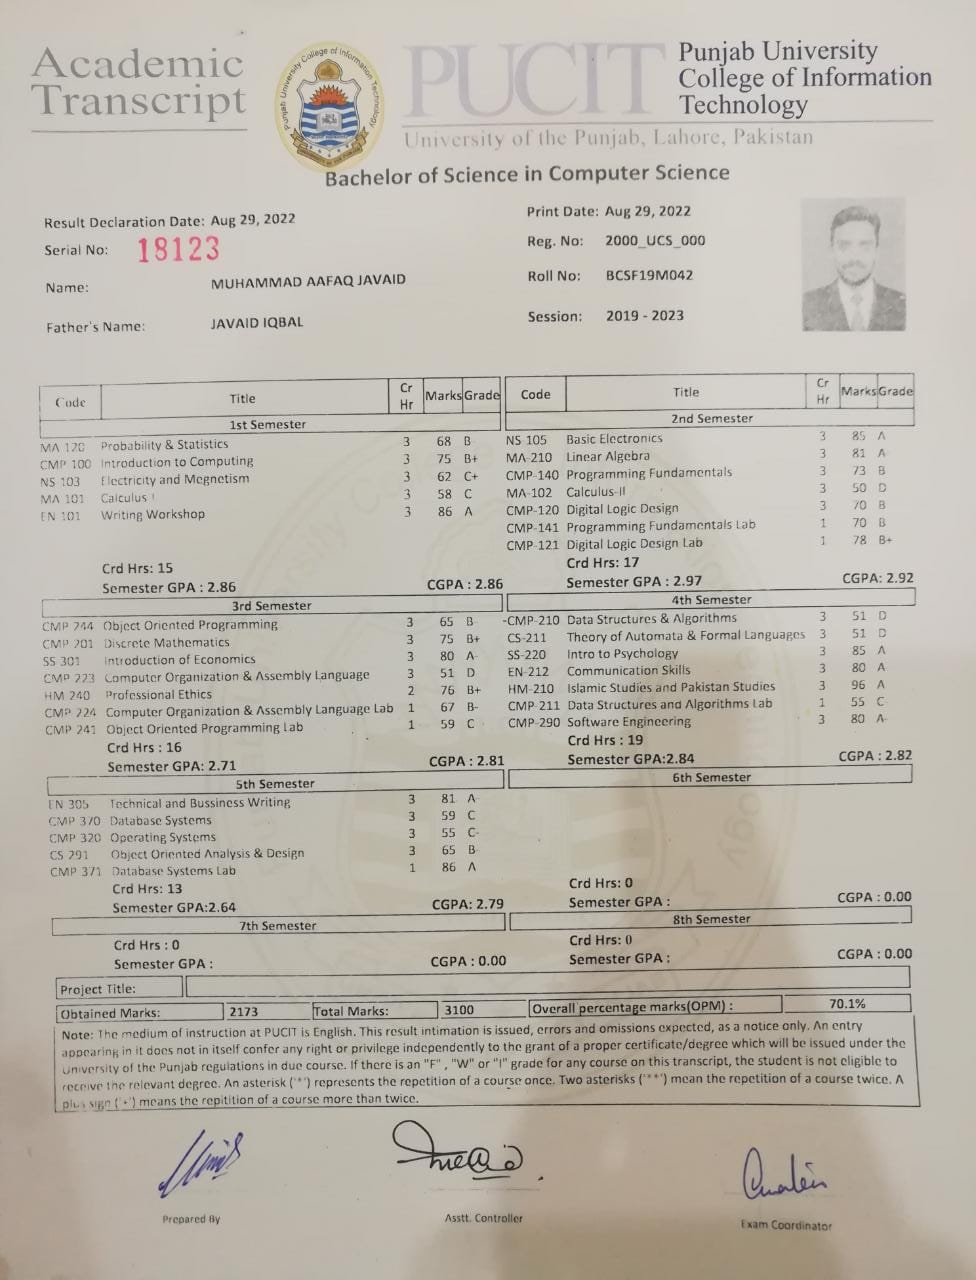 Academic
Transcript
Punjab University College of Information Technology
PUCIT
Punjab University
College of Information
Technology
University of the Punjab, Lahore, Pakistan
Bachelor of Science in Computer Science
Result Declaration Date: Aug 29, 2022
Print Date: Aug 29, 2022
Serial No: 18123
Reg. No: 2000_UCS_000
Name: MUHAMMAD AAFAQ JAVAID
Roll No: BCSF19M042
Father's Name: JAVAID IQBAL
Session: 2019 - 2023
Code Title Cr Hr Marks Grade
Code Title Cr Hr Marks Grade
1st Semester
MA 120 Probability & Statistics 3 68 B
CMP 100 Introduction to Computing 3 75 B+
NS 103 Electricity and Megnetism 3 62 C+
MA 101 Calculus I 3 58 C
EN 101 Writing Workshop 3 86 A
Crd Hrs: 15
Semester GPA : 2.86 CGPA : 2.86
2nd Semester
NS-105 Basic Electronics 3 85 A
MA-210 Linear Algebra 3 81 A-
CMP-140 Programming Fundamentals 3 73 B
MA-102 Calculus-II 3 50 D
CMP-120 Digital Logic Design 3 70 B
CMP-141 Programming Fundamentals Lab 1 70 B
CMP-121 Digital Logic Design Lab 1 78 B+
Crd Hrs: 17
Semester GPA : 2.97 CGPA: 2.92
3rd Semester
CMP 244 Object Oriented Programming 3 65 B-
CMP 201 Discrete Mathematics 3 75 B+
SS 301 Introduction of Economics 3 80 A-
CMP 223 Computer Organization & Assembly Language 3 51 D
HM 240 Professional Ethics 2 76 B+
CMP 224 Computer Organization & Assembly Language Lab 1 67 B-
CMP 241 Object Oriented Programming Lab 1 59 C
Crd Hrs : 16
Semester GPA: 2.71 CGPA : 2.81
4th Semester
-CMP-210 Data Structures & Algorithms 3 51 D
CS-211 Theory of Automata & Formal Languages 3 51 D
SS-220 Intro to Psychology 3 85 A
EN-212 Communication Skills 3 80 A-
HM-210 Islamic Studies and Pakistan Studies 3 96 A
CMP-211 Data Structures and Algorithms Lab 1 55 C-
CMP-290 Software Engineering 3 80 A-
Crd Hrs : 19
Semester GPA:2.84 CGPA : 2.82
5th Semester
EN 305 Technical and Bussiness Writing 3 81 A-
CMP 370 Database Systems 3 59 C
CMP 320 Operating Systems 3 55 C-
CS 291 Object Oriented Analysis & Design 3 65 B-
CMP 371 Database Systems Lab 1 86 A
Crd Hrs: 13
Semester GPA:2.64 CGPA: 2.79
6th Semester
Crd Hrs: 0
Semester GPA : CGPA : 0.00
7th Semester
Crd Hrs : 0
Semester GPA : CGPA : 0.00
8th Semester
Crd Hrs: 0
Semester GPA : CGPA : 0.00
Project Title:
Obtained Marks: 2173 Total Marks: 3100 Overall percentage marks(OPM) : 70.1%
Note: The medium of instruction at PUCIT is English. This result intimation is issued, errors and omissions expected, as a notice only. An entry
appearing in it does not in itself confer any right or privilege independently to the grant of a proper certificate/degree which will be issued under the
University of the Punjab regulations in due course. If there is an "F" , "W" or "I" grade for any course on this transcript, the student is not eligible to
receive the relevant degree. An asterisk ('*') represents the repetition of a course once. Two asterisks ('**') mean the repetition of a course twice. A
plus sign ('+') means the repitition of a course more than twice.
Prepared By
Asstt. Controller
Exam Coordinator